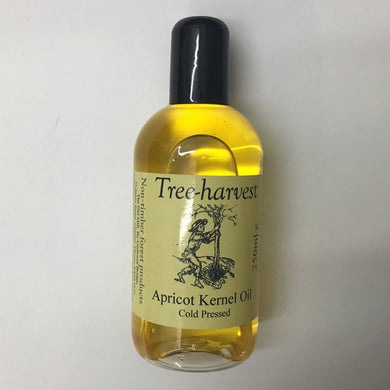 Tree-harvest
Apricot Kernel Oil
Cold Pressed
Non-timber forest products
250ml e